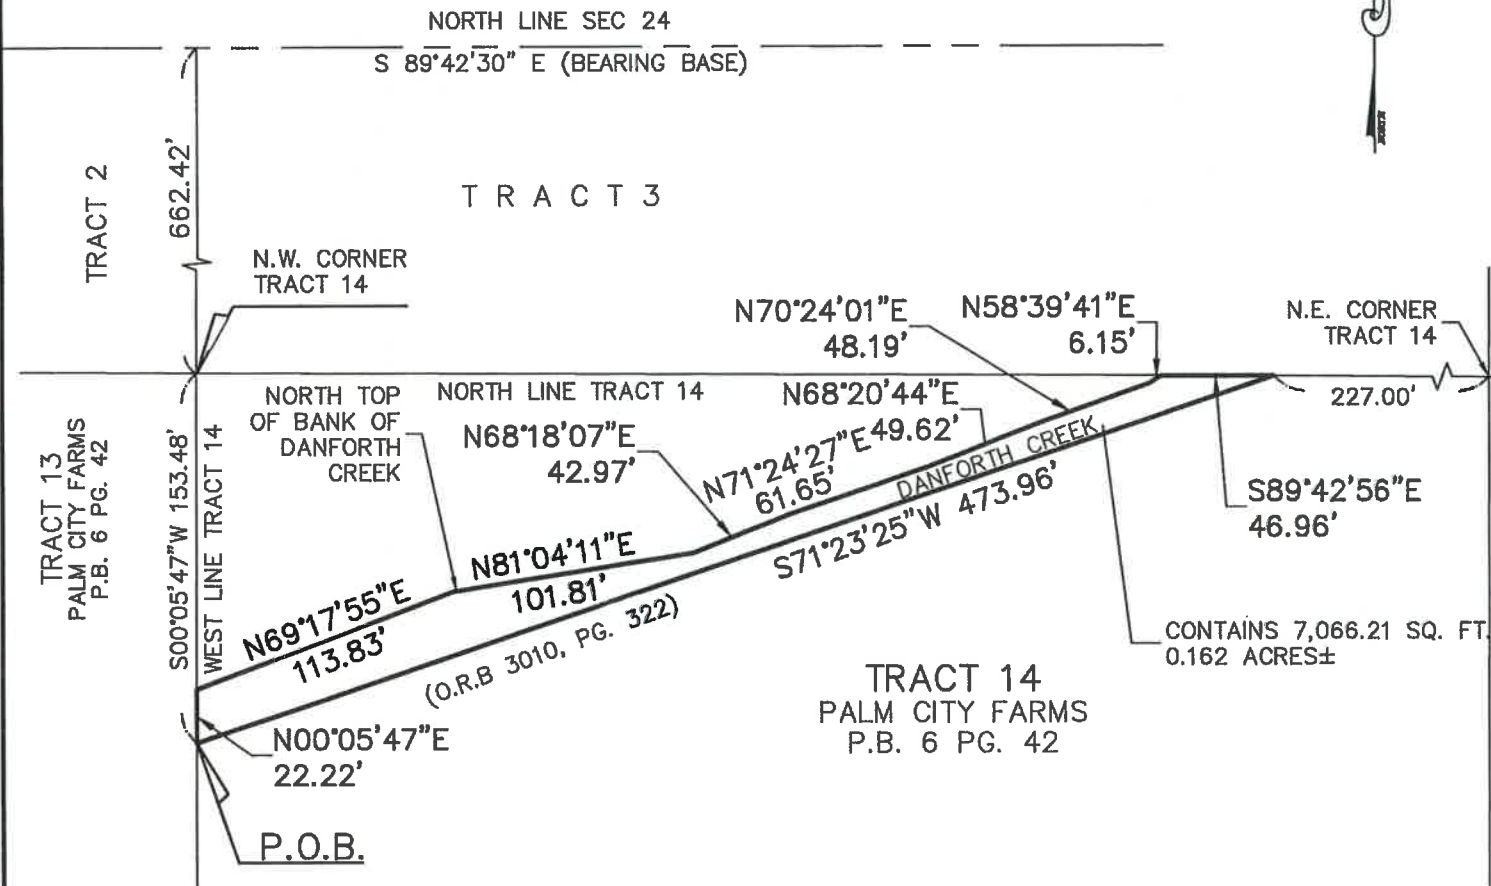 NORTH LINE SEC 24
S 89°42'30" E (BEARING BASE)
NORTH
TRACT 2
662.42'
TRACT 3
N.W. CORNER
TRACT 14
N70°24'01"E
48.19'
N58°39'41"E
6.15'
N.E. CORNER
TRACT 14
NORTH LINE TRACT 14
227.00'
NORTH TOP
OF BANK OF
DANFORTH
CREEK
N68°18'07"E
42.97'
N68°20'44"E
49.62'
N71°24'27"E
61.65'
DANFORTH CREEK
S89°42'56"E
46.96'
TRACT 13
PALM CITY FARMS
P.B. 6 PG. 42
S00°05'47"W 153.48'
WEST LINE TRACT 14
N81°04'11"E
101.81'
S71°23'25"W 473.96'
N69°17'55"E
113.83'
(O.R.B 3010, PG. 322)
CONTAINS 7,066.21 SQ. FT.
0.162 ACRES±
TRACT 14
PALM CITY FARMS
P.B. 6 PG. 42
N00°05'47"E
22.22'
P.O.B.